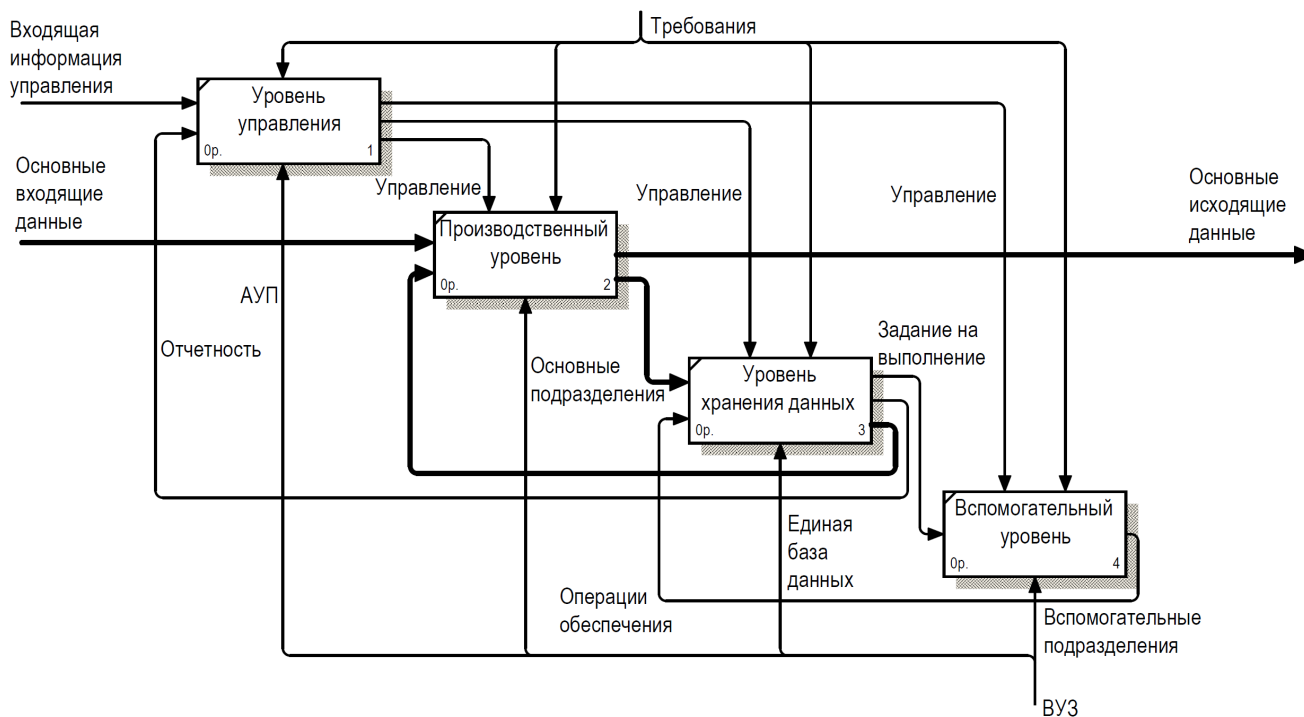 Входящая
информация
управления
Требования
Уровень
управления
0р.
1
Основные
входящие
данные
Управление
Управление
Управление
Основные
исходящие
данные
Производственный
уровень
0р.
2
АУП
Отчетность
Основные
подразделения
Задание на
выполнение
Уровень
хранения данных
0р.
3
Вспомогательный
уровень
0р.
4
Единая
база
данных
Операции
обеспечения
Вспомогательные
подразделения
ВУЗ